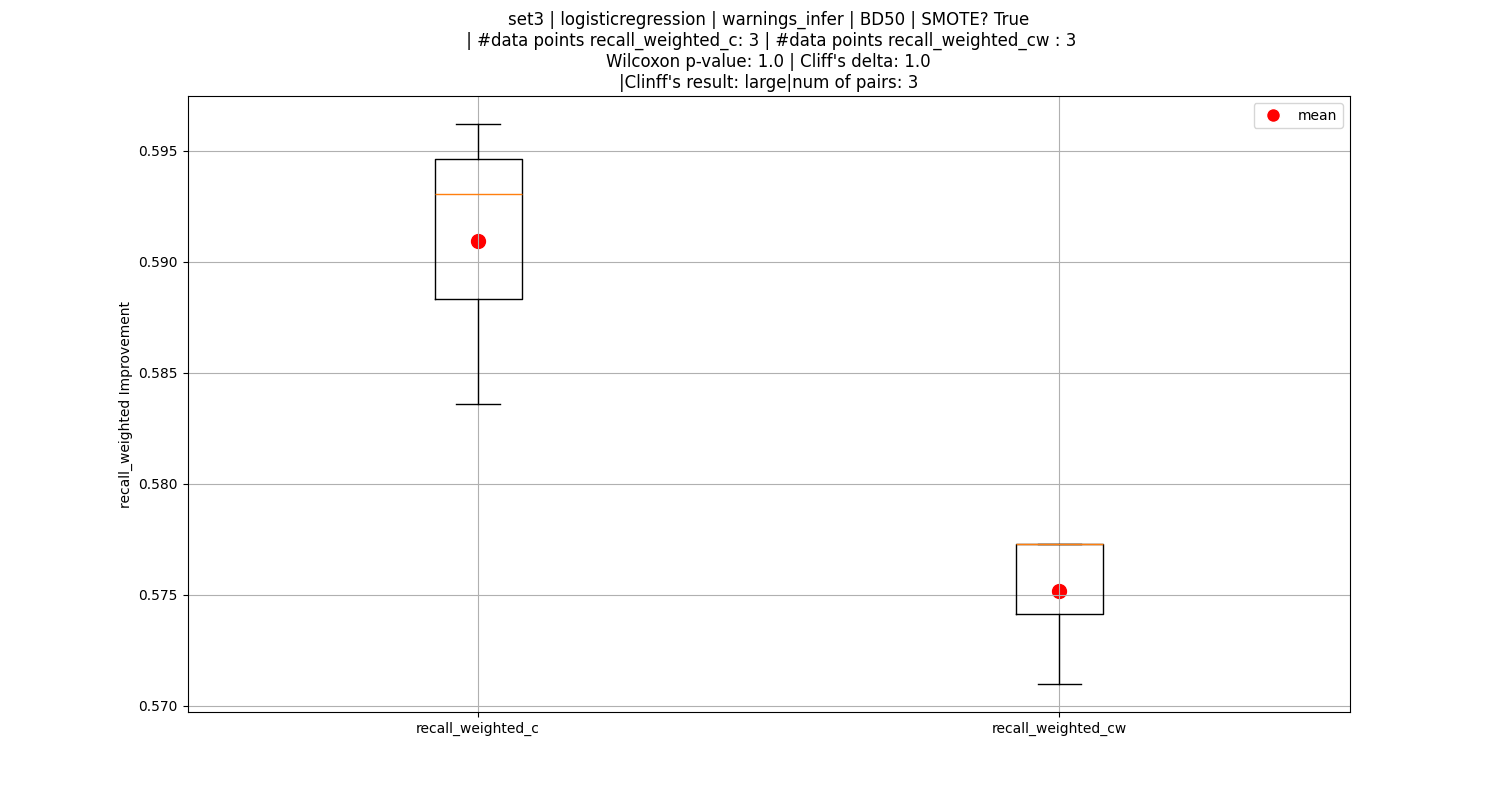 set3 | logisticregression | warnings_infer | BD50 | SMOTE? True
| #data points recall_weighted_c: 3 | #data points recall_weighted_cw : 3
Wilcoxon p-value: 1.0 | Cliff's delta: 1.0
|Clinff's result: large|num of pairs: 3
mean
0.595
0.590
0.585
0.580
0.575
0.570
recall_weighted Improvement
recall_weighted_c
recall_weighted_cw